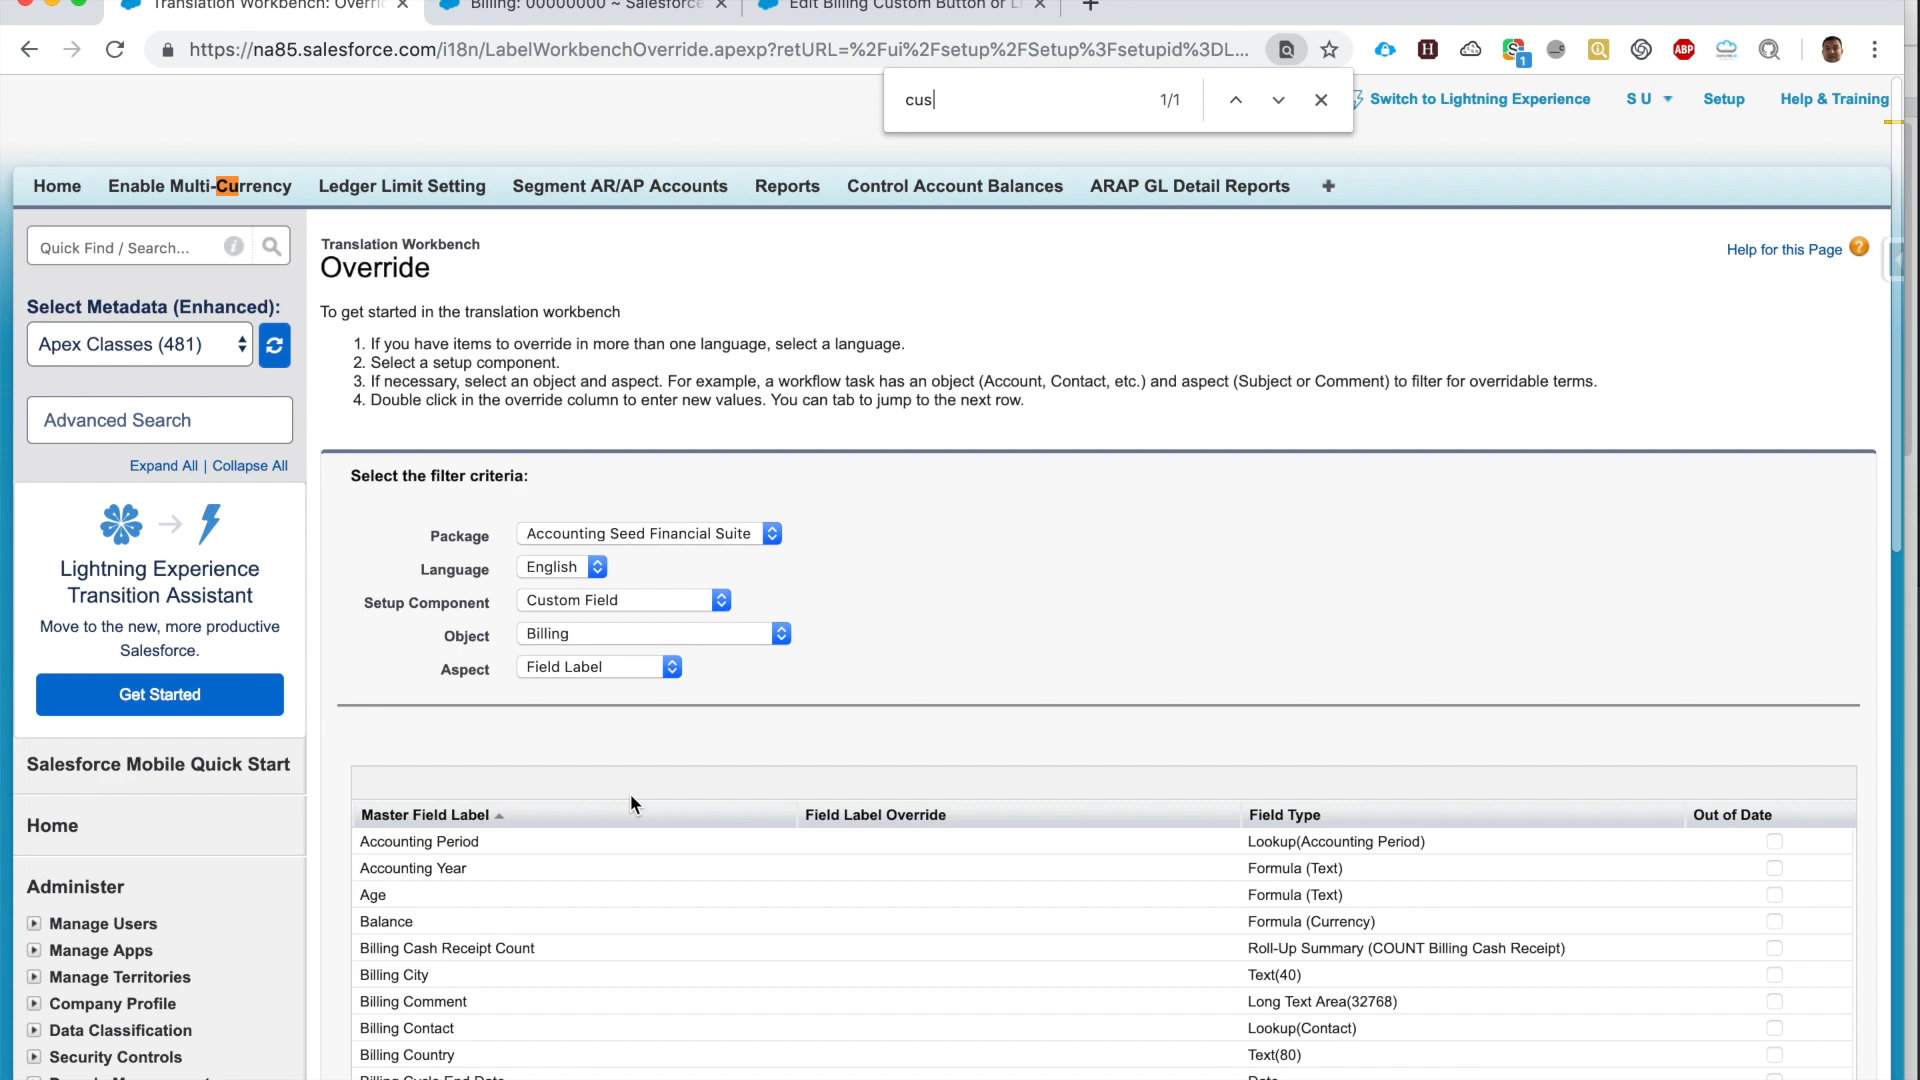 Translation Workbench: Overri
Billing: 00000000 ~ Salesforce
Edit Billing Custom Button or Li
https://na85.salesforce.com/i18n/LabelWorkbenchOverride.apexp?retURL=%2Fui%2Fsetup%2FSetup%3Fsetupid%3DL...
H
1
ABP
cus
1/1
Switch to Lightning Experience
S U
Setup
Help & Training
Home
Enable Multi-Currency
Ledger Limit Setting
Segment AR/AP Accounts
Reports
Control Account Balances
ARAP GL Detail Reports
Quick Find / Search...
Select Metadata (Enhanced):
Apex Classes (481)
Advanced Search
Expand All | Collapse All
Lightning Experience
Transition Assistant
Move to the new, more productive
Salesforce.
Get Started
Salesforce Mobile Quick Start
Home
Administer
Manage Users
Manage Apps
Manage Territories
Company Profile
Data Classification
Security Controls
Translation Workbench
Override
Help for this Page
To get started in the translation workbench
1. If you have items to override in more than one language, select a language.
2. Select a setup component.
3. If necessary, select an object and aspect. For example, a workflow task has an object (Account, Contact, etc.) and aspect (Subject or Comment) to filter for overridable terms.
4. Double click in the override column to enter new values. You can tab to jump to the next row.
Select the filter criteria:
Package Accounting Seed Financial Suite
Language English
Setup Component Custom Field
Object Billing
Aspect Field Label
Master Field Label Field Label Override Field Type Out of Date
Accounting Period Lookup(Accounting Period)
Accounting Year Formula (Text)
Age Formula (Text)
Balance Formula (Currency)
Billing Cash Receipt Count Roll-Up Summary (COUNT Billing Cash Receipt)
Billing City Text(40)
Billing Comment Long Text Area(32768)
Billing Contact Lookup(Contact)
Billing Country Text(80)
Billing Cycle End Date Date